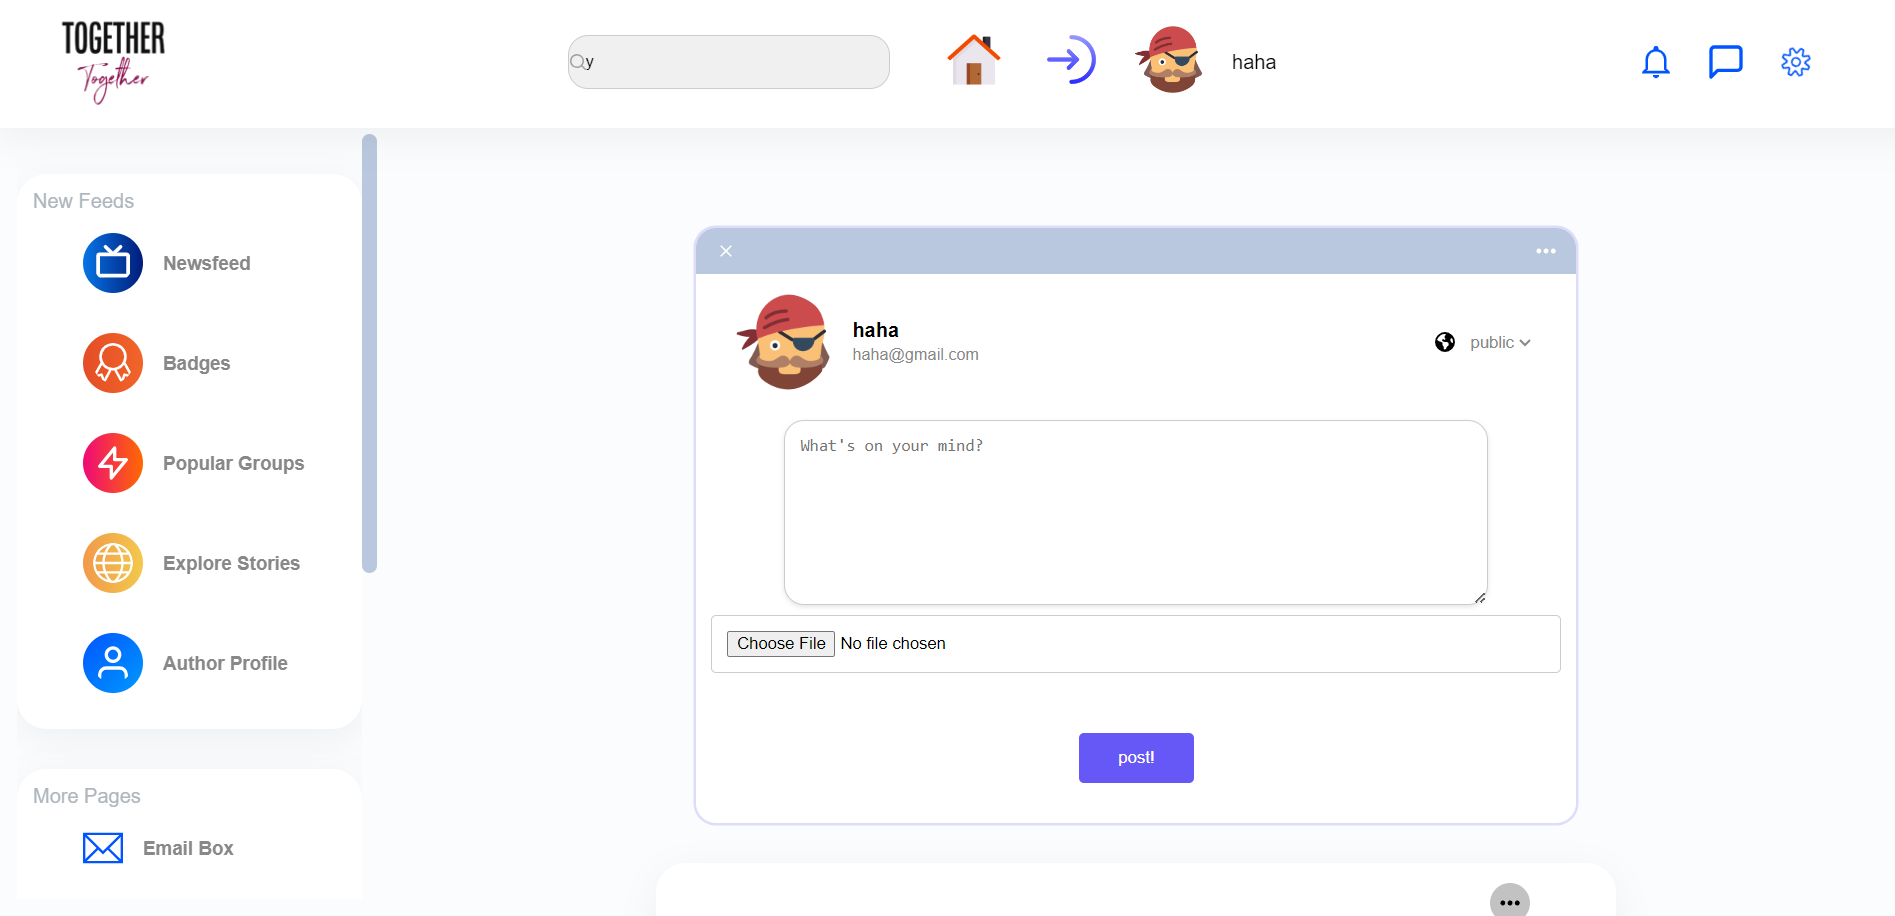 TOGETHER
Together
y
haha
New Feeds
Newsfeed
Badges
Popular Groups
Explore Stories
Author Profile
More Pages
Email Box
haha
haha@gmail.com
public
What's on your mind?
Choose File No file chosen
post!